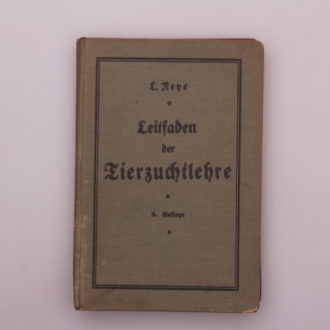 L. Reye
Leitfaden
der
Tierzuchtlehre
4. Auflage